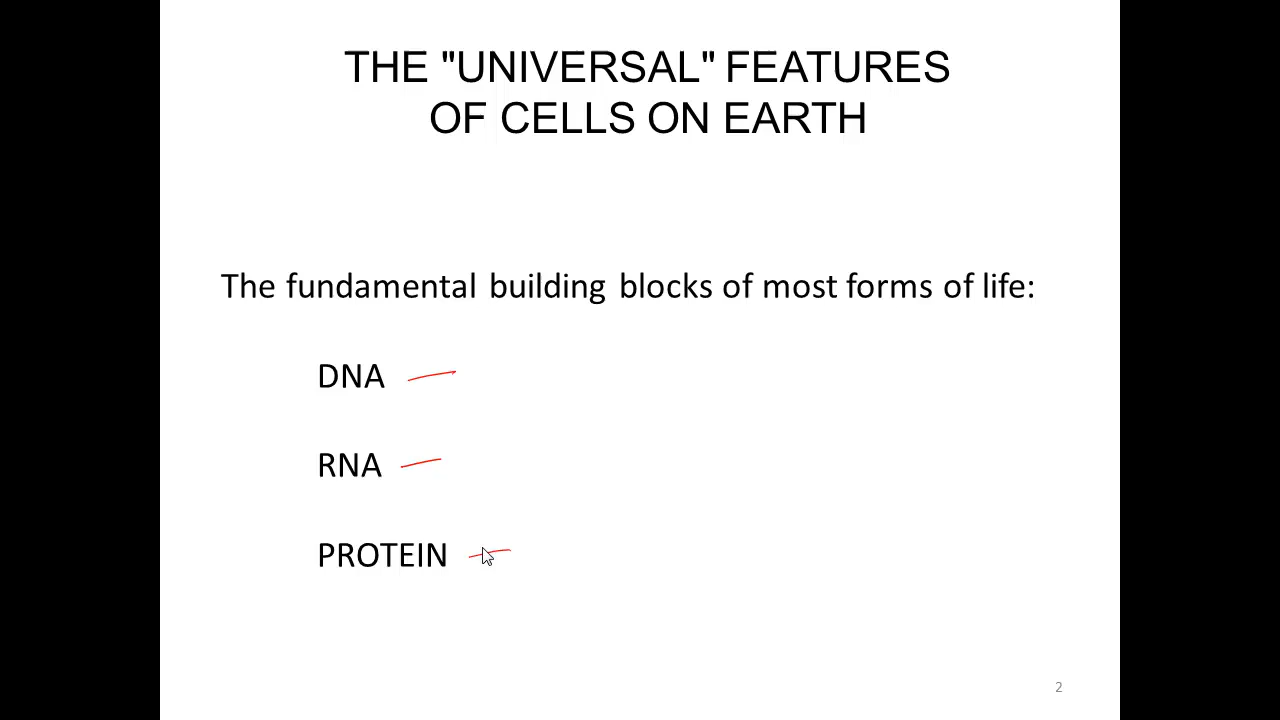 THE "UNIVERSAL" FEATURES
OF CELLS ON EARTH
The fundamental building blocks of most forms of life:
DNA
RNA
PROTEIN
2